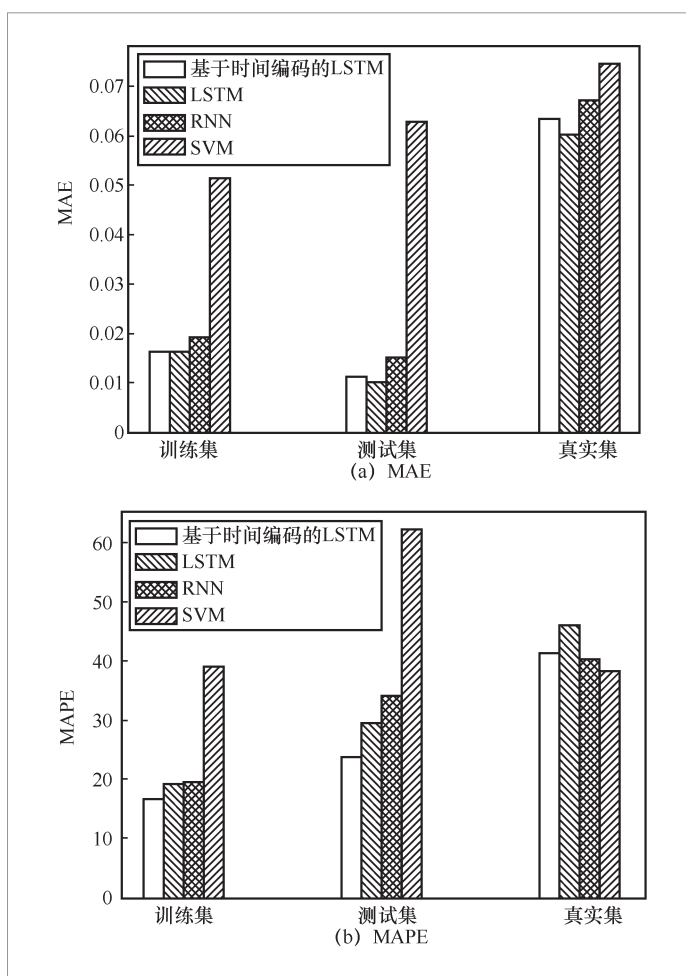 基于时间编码的LSTM
LSTM
RNN
SVM
MAE
0.07
0.06
0.05
0.04
0.03
0.02
0.01
0
训练集
测试集
真实集
(a) MAE
基于时间编码的LSTM
LSTM
RNN
SVM
MAPE
60
50
40
30
20
10
0
训练集
测试集
真实集
(b) MAPE